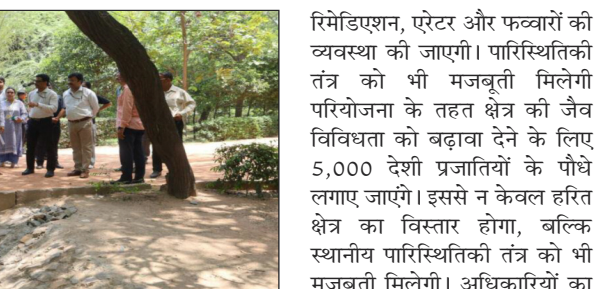 रिमेडिएशन, एरेटर और फव्वारों की
व्यवस्था की जाएगी। पारिस्थितिकी
तंत्र को भी मजबूती मिलेगी
परियोजना के तहत क्षेत्र की जैव
विविधता को बढ़ावा देने के लिए
5,000 देशी प्रजातियों के पौधे
लगाए जाएंगे। इससे न केवल हरित
क्षेत्र का विस्तार होगा, बल्कि
स्थानीय पारिस्थितिकी तंत्र को भी
मजबूती मिलेगी। अधिकारियों का